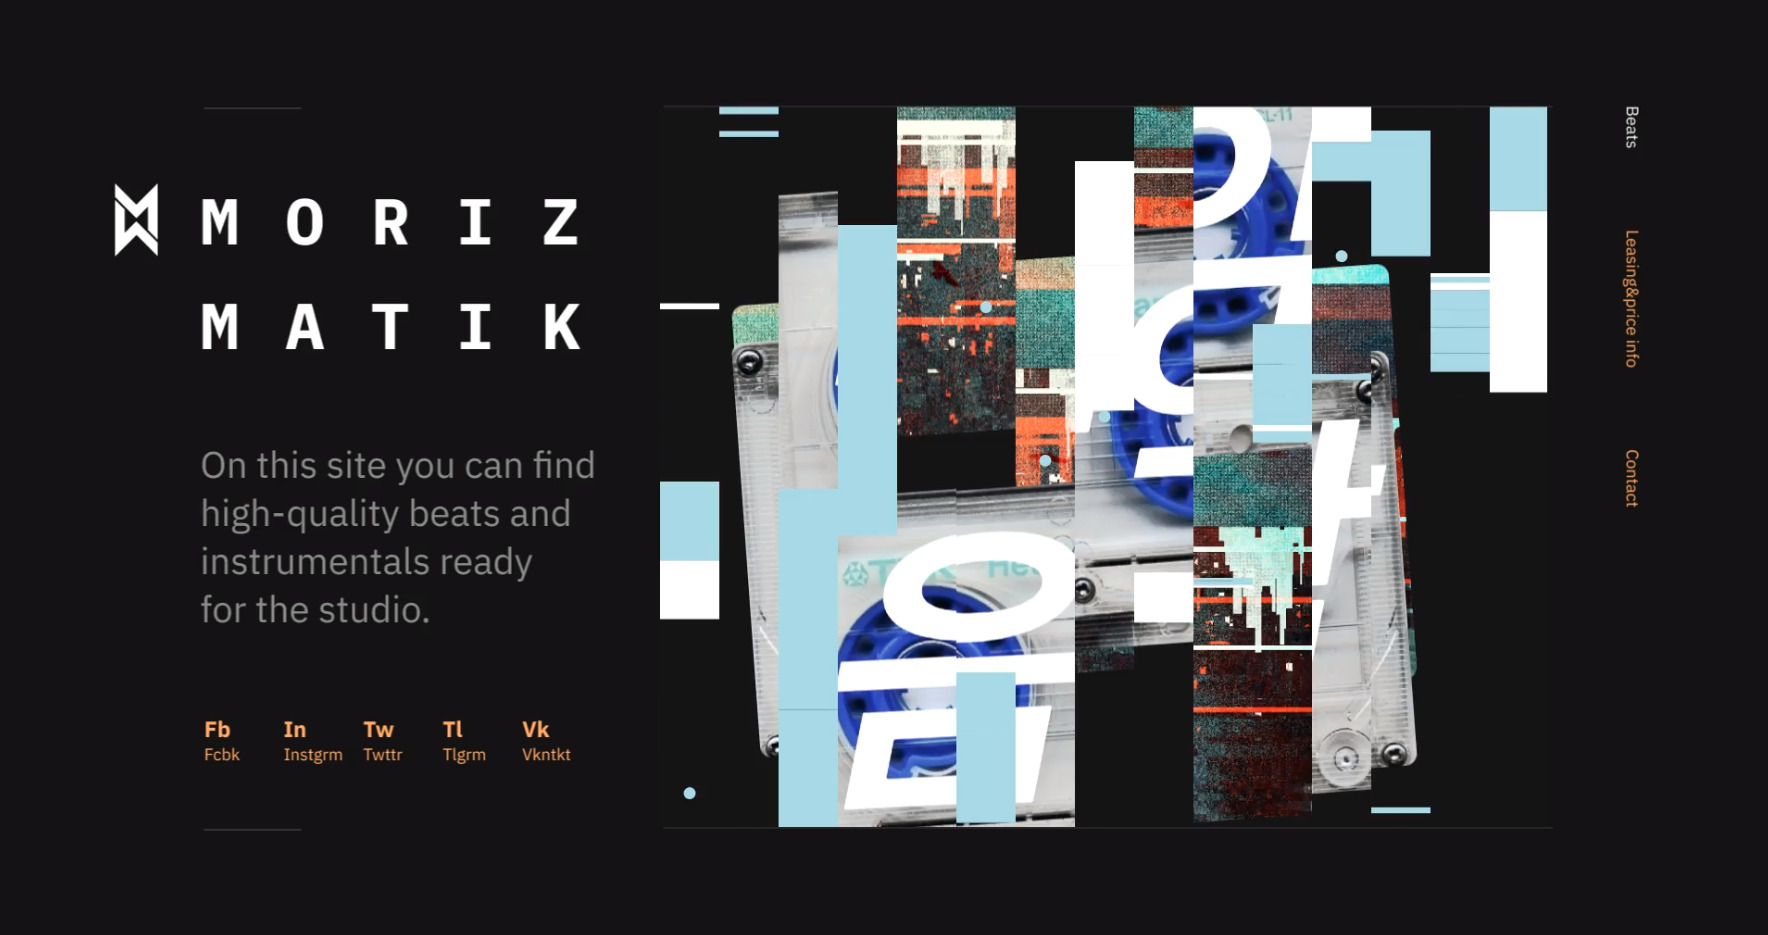 MORIZ
MATIK
On this site you can find
high-quality beats and
instrumentals ready
for the studio.
Fb
Fcbk
In
Instgrm
Tw
Twttr
Tl
Tlgrm
Vk
Vkntkt
Beats
Leasing&price info
Contact